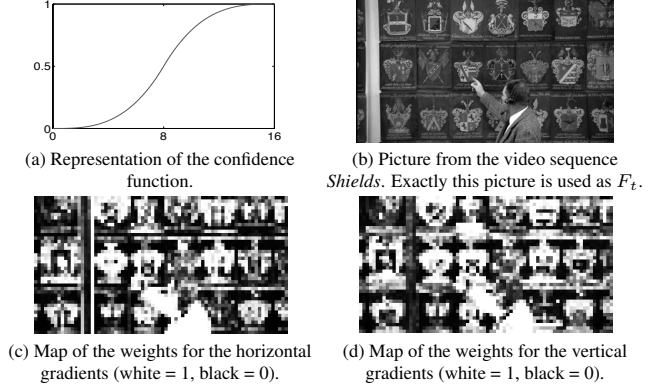 1
0.5
0
0
8
16
(a) Representation of the confidence
function.
(b) Picture from the video sequence
Shields. Exactly this picture is used as F_t.
(c) Map of the weights for the horizontal
gradients (white = 1, black = 0).
(d) Map of the weights for the vertical
gradients (white = 1, black = 0).